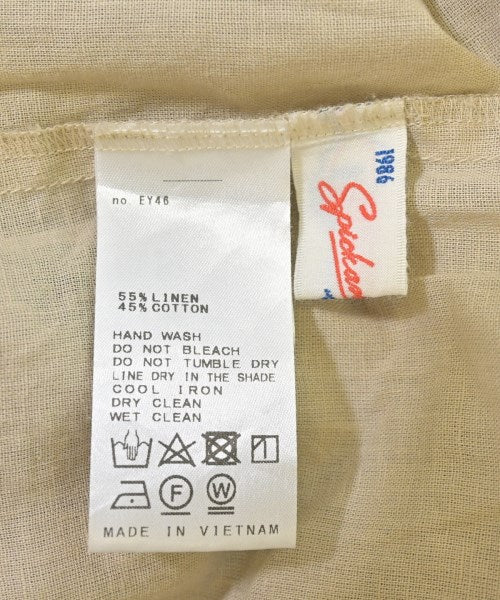 no. EY46
55% LINEN
45% COTTON
HAND WASH
DO NOT BLEACH
DO NOT TUMBLE DRY
LINE DRY IN THE SHADE
COOL IRON
DRY CLEAN
WET CLEAN
F
W
MADE IN VIETNAM
1986